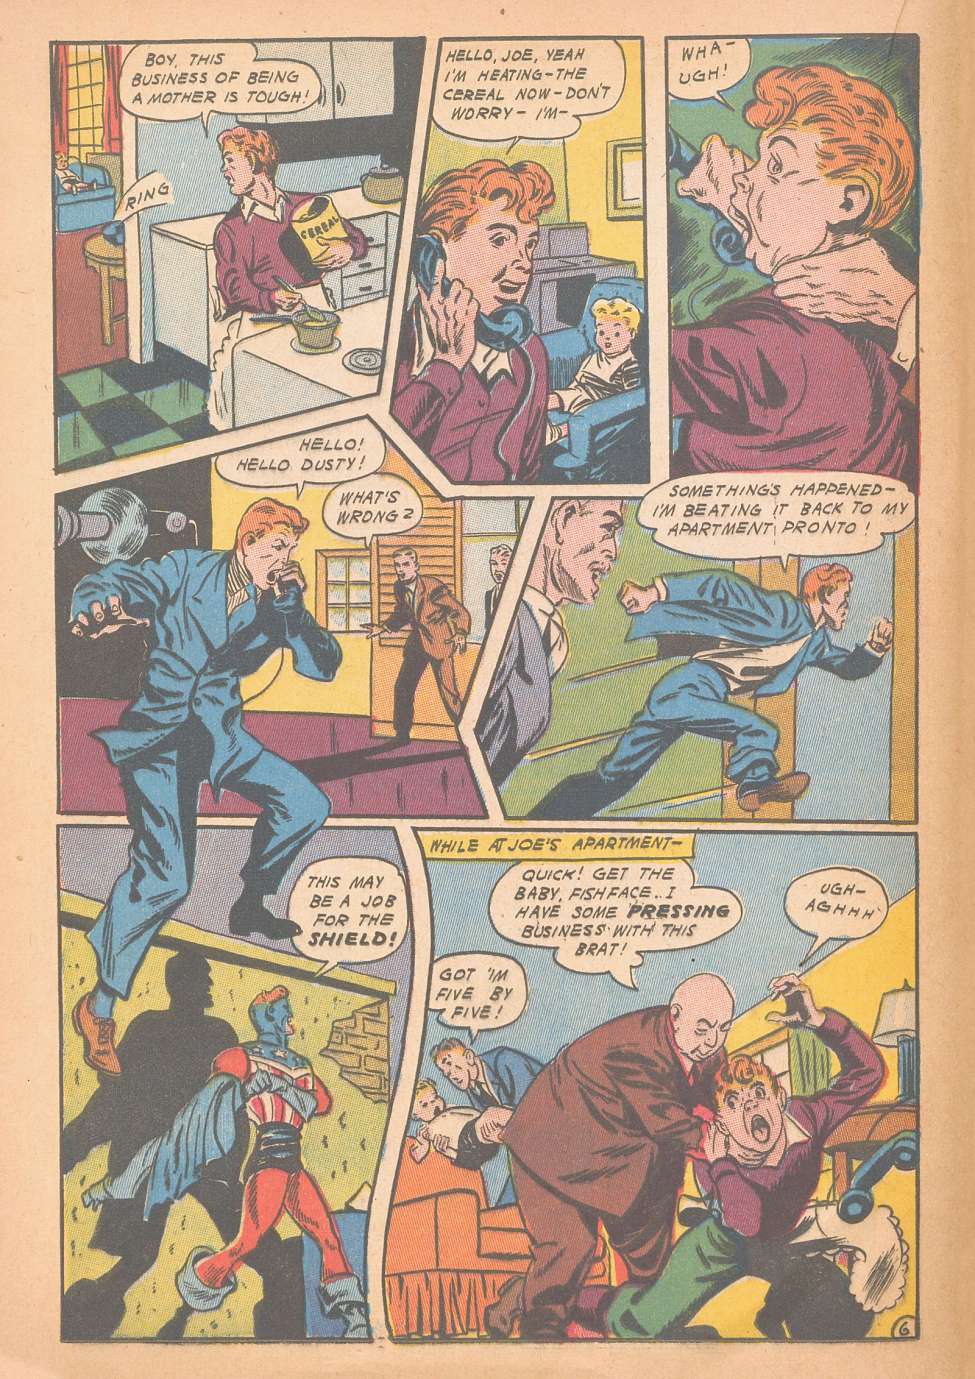 BOY, THIS
BUSINESS OF BEING
A MOTHER IS TOUGH!
RING
CEREAL
HELLO, JOE, YEAH
I'M HEATING-THE
CEREAL NOW-DON'T
WORRY- I'M-
WHA-
UGH!
HELLO!
HELLO DUSTY!
WHAT'S
WRONG?
SOMETHING'S HAPPENED-
I'M BEATING IT BACK TO MY
APARTMENT PRONTO!
THIS MAY
BE A JOB
FOR THE
SHIELD!
WHILE AT JOE'S APARTMENT-
QUICK! GET THE
BABY, FISHFACE..I
HAVE SOME PRESSING
BUSINESS WITH THIS
BRAT!
UGH-
AGHHH
GOT 'IM
FIVE BY
FIVE!
6